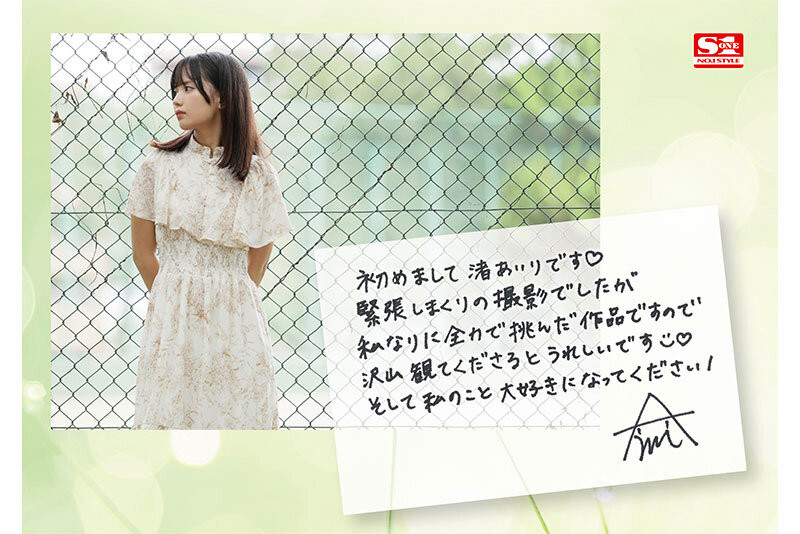 S ONE
NO.1 STYLE
初めまして 渚あいりです♡
緊張しまくりの撮影でしたが
私なりに全力で挑んだ作品ですので
沢山観てくださるとうれしいです♡
そして私のこと大好きになってください!
Airi